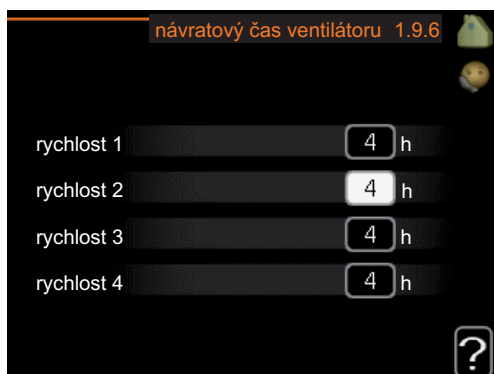 návratový čas ventilátoru 1.9.6
rychlost 1 4 h
rychlost 2 4 h
rychlost 3 4 h
rychlost 4 4 h
?